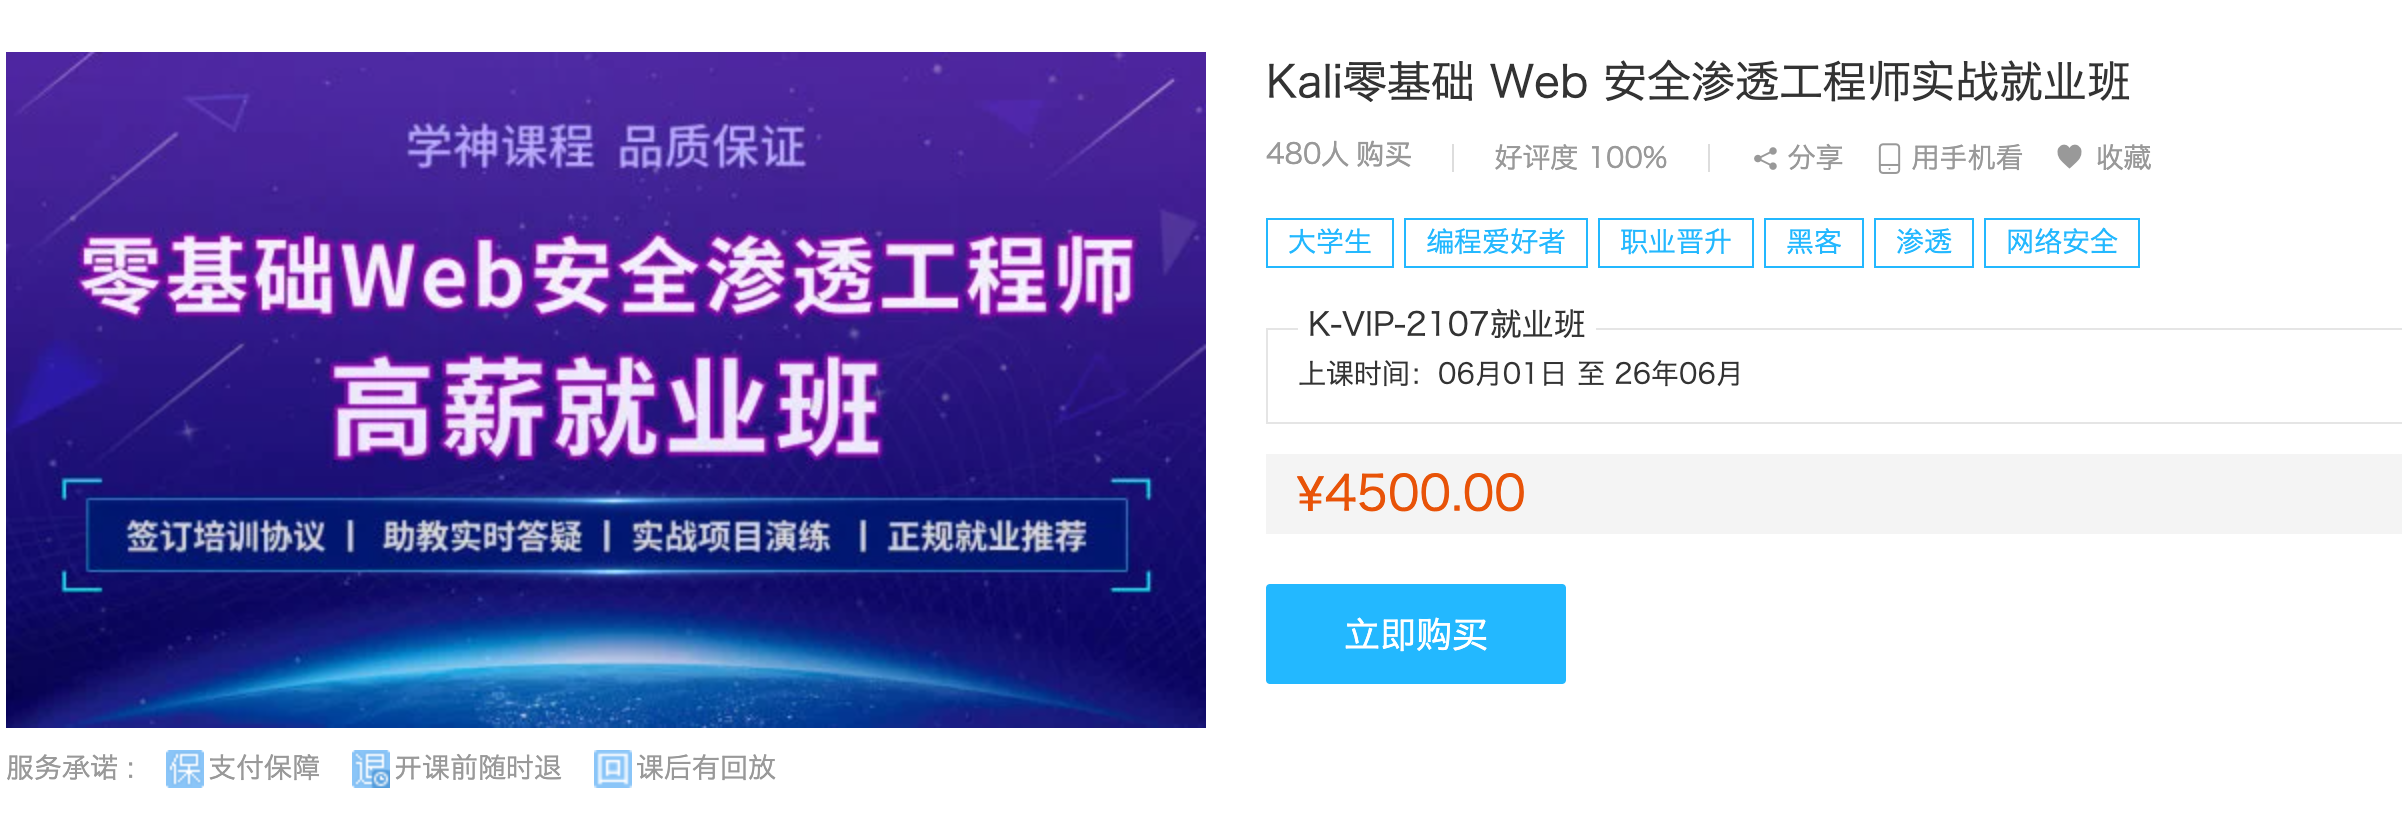 学神课程 品质保证
零基础Web安全渗透工程师
高薪就业班
签订培训协议 | 助教实时答疑 | 实战项目演练 | 正规就业推荐
服务承诺： 保 支付保障 退 开课前随时退 回 课后有回放
Kali零基础 Web 安全渗透工程师实战就业班
480人 购买 | 好评度 100% | 分享 用手机看 收藏
大学生 编程爱好者 职业晋升 黑客 渗透 网络安全
K-VIP-2107就业班
上课时间：06月01日 至 26年06月
¥4500.00
立即购买